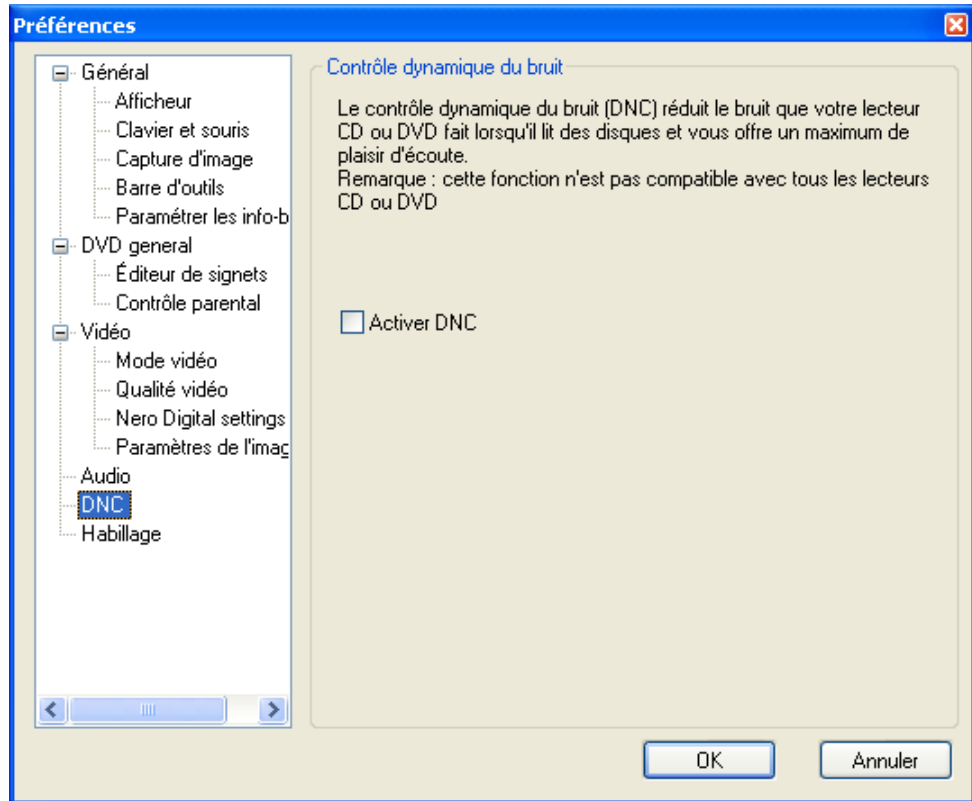 Préférences
Général
Afficheur
Clavier et souris
Capture d'image
Barre d'outils
Paramétrer les info-b
DVD general
Éditeur de signets
Contrôle parental
Vidéo
Mode vidéo
Qualité vidéo
Nero Digital settings
Paramètres de l'imag
Audio
DNC
Habillage
Contrôle dynamique du bruit
Le contrôle dynamique du bruit (DNC) réduit le bruit que votre lecteur
CD ou DVD fait lorsqu'il lit des disques et vous offre un maximum de
plaisir d'écoute.
Remarque : cette fonction n'est pas compatible avec tous les lecteurs
CD ou DVD
Activer DNC
OK
Annuler